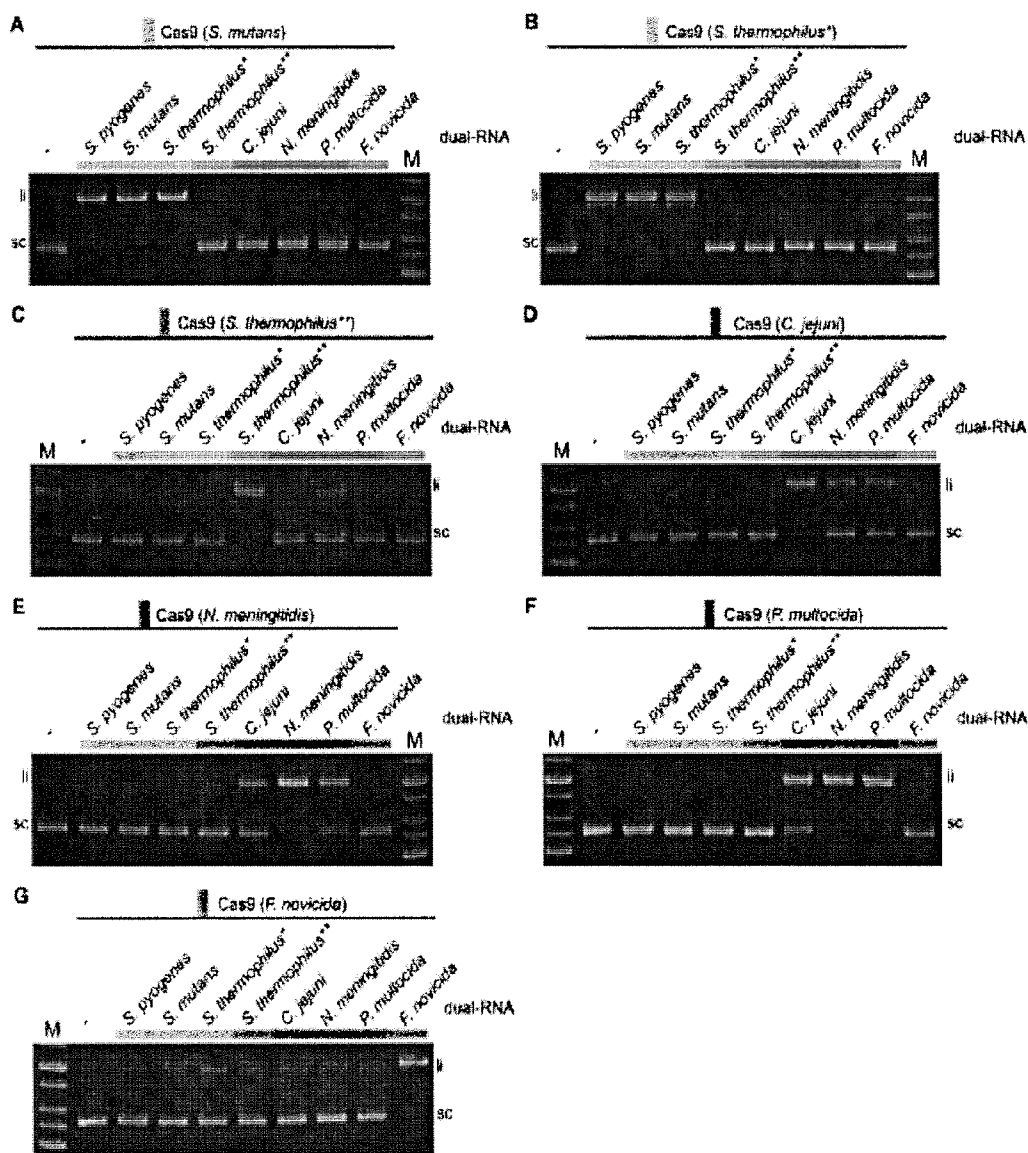 A
Cas9 (S. mutans)
S. pyogenes
S. mutans
S. thermophilus*
S. thermophilus**
C. jejuni
N. meningitidis
P. multocida
F. novicida
dual-RNA
-
M
li
sc
B
Cas9 (S. thermophilus*)
S. pyogenes
S. mutans
S. thermophilus*
S. thermophilus**
C. jejuni
N. meningitidis
P. multocida
F. novicida
dual-RNA
-
M
li
sc
C
Cas9 (S. thermophilus**)
S. pyogenes
S. mutans
S. thermophilus*
S. thermophilus**
C. jejuni
N. meningitidis
P. multocida
F. novicida
dual-RNA
M
-
li
sc
D
Cas9 (C. jejuni)
S. pyogenes
S. mutans
S. thermophilus*
S. thermophilus**
C. jejuni
N. meningitidis
P. multocida
F. novicida
dual-RNA
M
-
li
sc
E
Cas9 (N. meningitidis)
S. pyogenes
S. mutans
S. thermophilus*
S. thermophilus**
C. jejuni
N. meningitidis
P. multocida
F. novicida
dual-RNA
-
M
li
sc
F
Cas9 (P. multocida)
S. pyogenes
S. mutans
S. thermophilus*
S. thermophilus**
C. jejuni
N. meningitidis
P. multocida
F. novicida
dual-RNA
M
-
li
sc
G
Cas9 (F. novicida)
S. pyogenes
S. mutans
S. thermophilus*
S. thermophilus**
C. jejuni
N. meningitidis
P. multocida
F. novicida
dual-RNA
M
-
li
sc